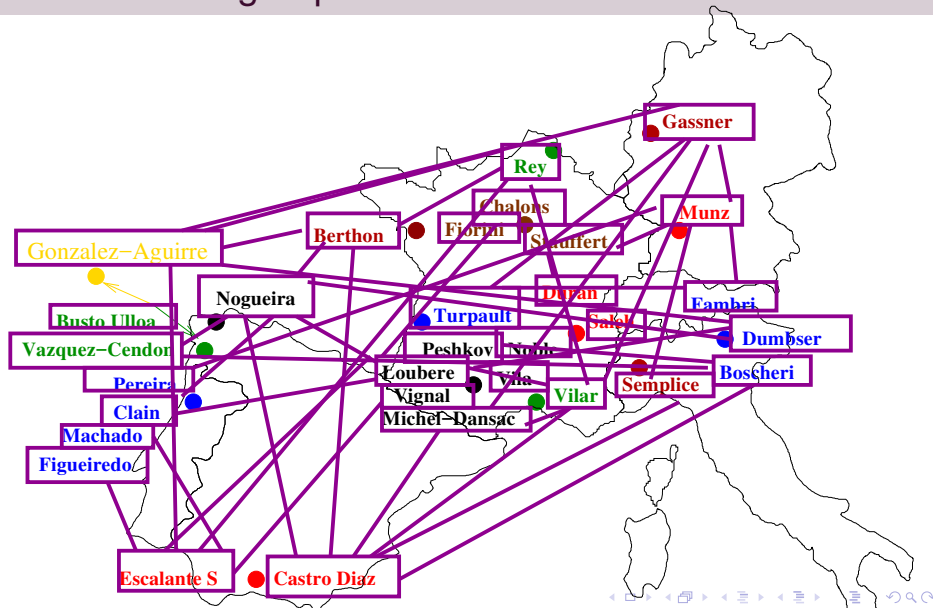 Gassner
Rey
Chalons
Munz
Fiorini
Berthon
Stauffert
Gonzalez−Aguirre
Duran
Nogueira
Fambri
Busto Ulloa
Turpault
Salek
Dumbser
Vazquez−Cendon
Peshkov
Noble
Loubere
Vila
Boscheri
Pereira
Semplice
Vignal
Vilar
Clain
Michel−Dansac
Machado
Figueiredo
Escalante S
Castro Diaz